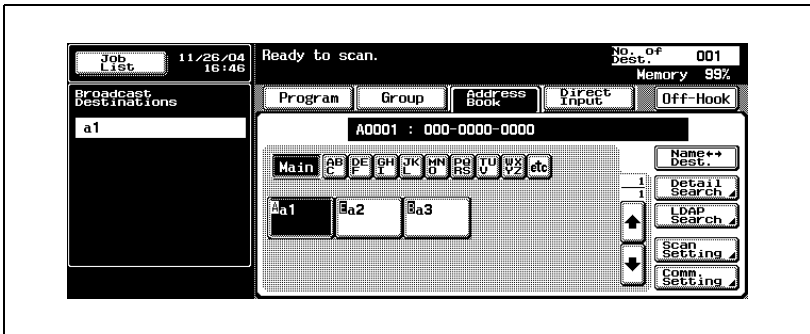 Job List
11/26/04
16:46
Ready to scan.
No. of Dest. 001
Memory 99%
Broadcast
Destinations
a1
Program
Group
Address Book
Direct Input
Off-Hook
A0001 : 000-0000-0000
Main ABC DEF GHI JKL MNO PQRS TUV WXYZ etc
Name↔Dest.
1/1
Detail Search
LDAP Search
A a1
E a2
B a3
Scan Setting
Comm. Setting